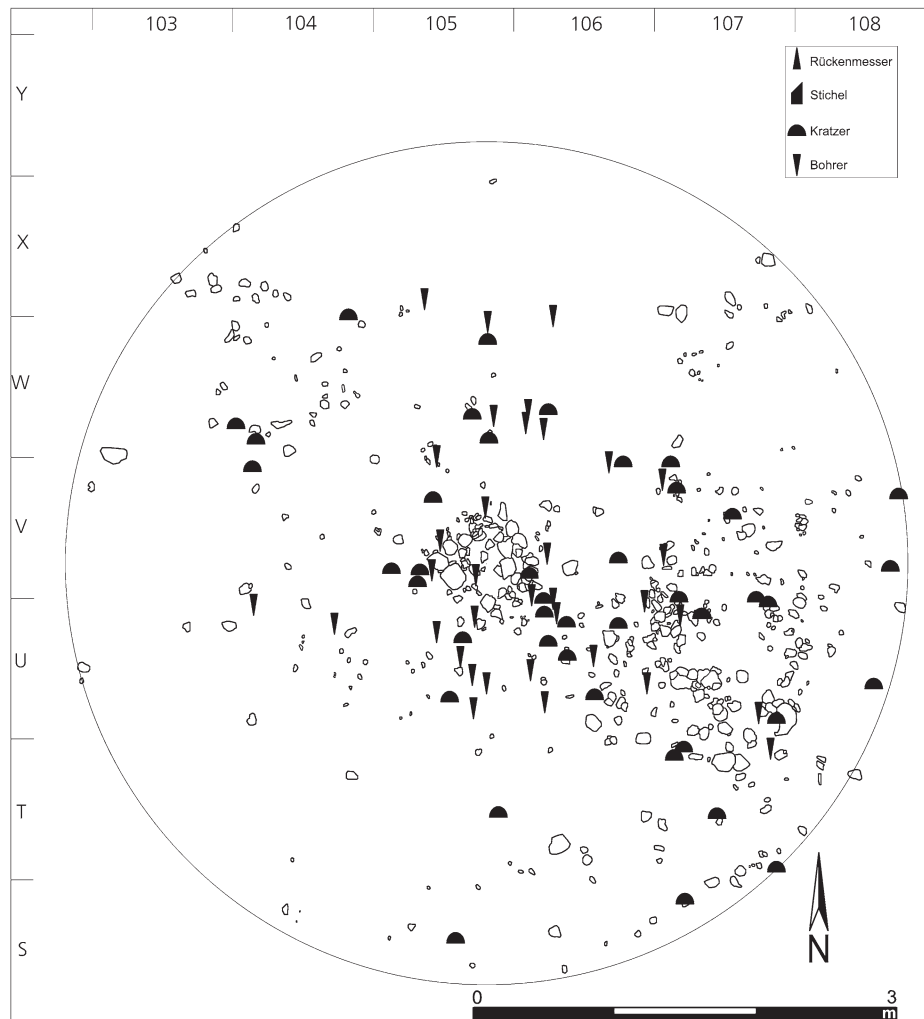 103 104 105 106 107 108
Rückenmesser
Stichel
Kratzer
Bohrer
Y
X
W
V
U
T
S
N
0 3
m